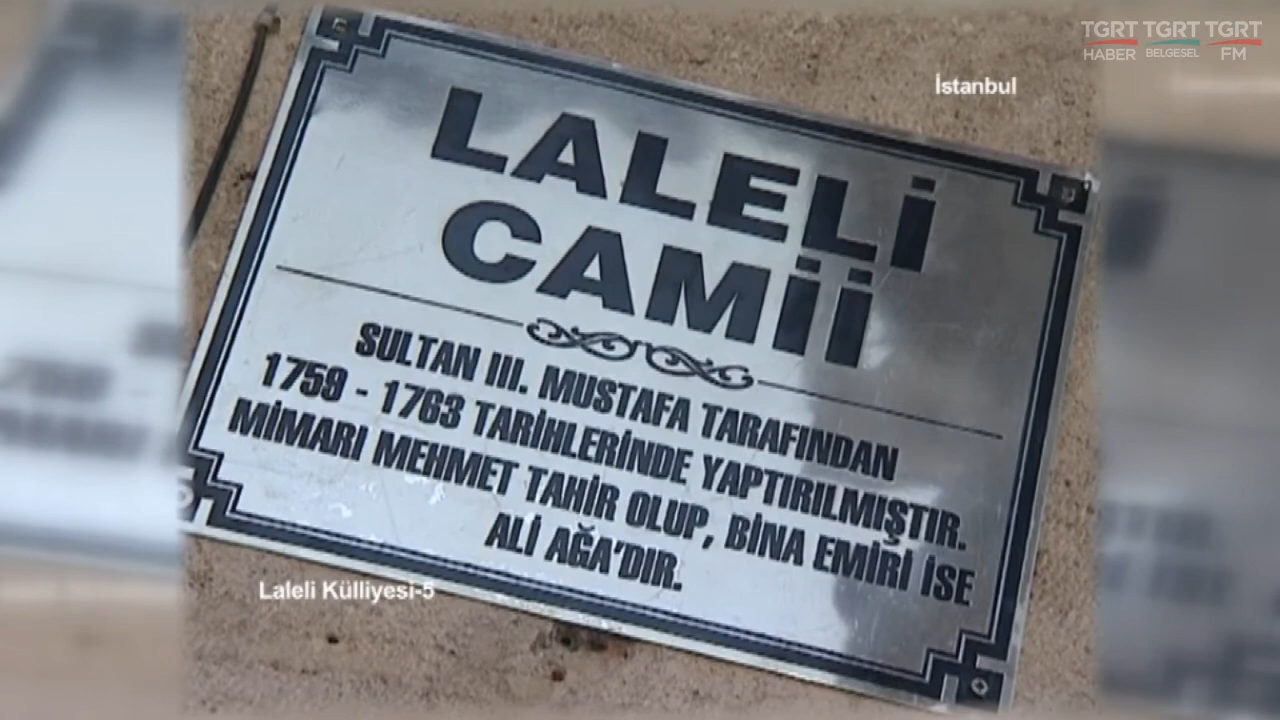 TGRT TGRT TGRT
HABER BELGESEL FM
İstanbul
LALELİ
CAMİİ
SULTAN III. MUSTAFA TARAFINDAN
1759 - 1763 TARİHLERİNDE YAPTIRILMIŞTIR.
MİMARI MEHMET TAHİR OLUP, BİNA EMİRİ İSE
ALİ AĞA'DIR.
Laleli Külliyesi-5